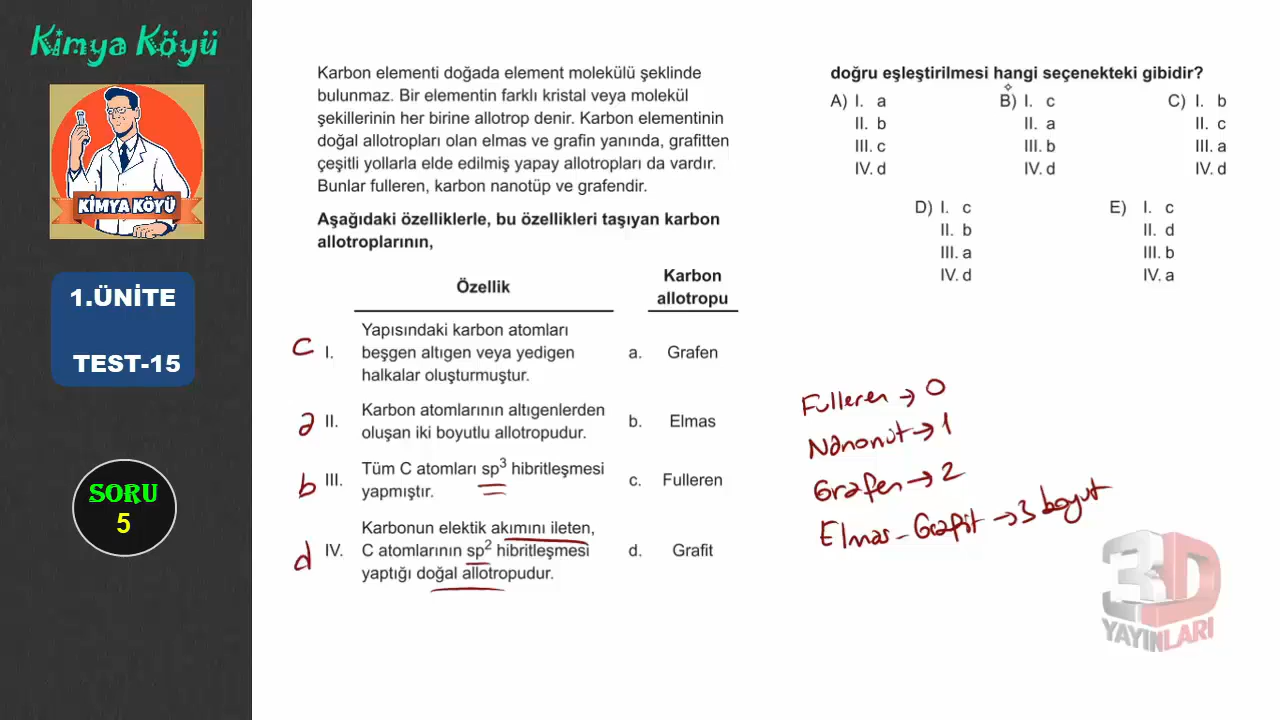 Kimya Köyü
KİMYA KÖYÜ
1.ÜNİTE
TEST-15
SORU
5
Karbon elementi doğada element molekülü şeklinde
bulunmaz. Bir elementin farklı kristal veya molekül
şekillerinin her birine allotrop denir. Karbon elementinin
doğal allotropları olan elmas ve grafin yanında, grafitten
çeşitli yollarla elde edilmiş yapay allotropları da vardır.
Bunlar fulleren, karbon nanotüp ve grafendir.
Aşağıdaki özelliklerle, bu özellikleri taşıyan karbon
allotroplarının,
Özellik
Karbon
allotropu
c I. Yapısındaki karbon atomları
beşgen altıgen veya yedigen
halkalar oluşturmuştur.
a. Grafen
a II. Karbon atomlarının altıgenlerden
oluşan iki boyutlu allotropudur.
b. Elmas
b III. Tüm C atomları sp³ hibritleşmesi
yapmıştır.
c. Fulleren
d IV. Karbonun elektik akımını ileten,
C atomlarının sp² hibritleşmesi
yaptığı doğal allotropudur.
d. Grafit
doğru eşleştirilmesi hangi seçenekteki gibidir?
A) I. a
II. b
III. c
IV. d
B) I. c
II. a
III. b
IV. d
C) I. b
II. c
III. a
IV. d
D) I. c
II. b
III. a
IV. d
E) I. c
II. d
III. b
IV. a
Fulleren → 0
→ 1
Grafen → 2
Elmas - Grafit → 3 boyut
3D
YAYINLARI